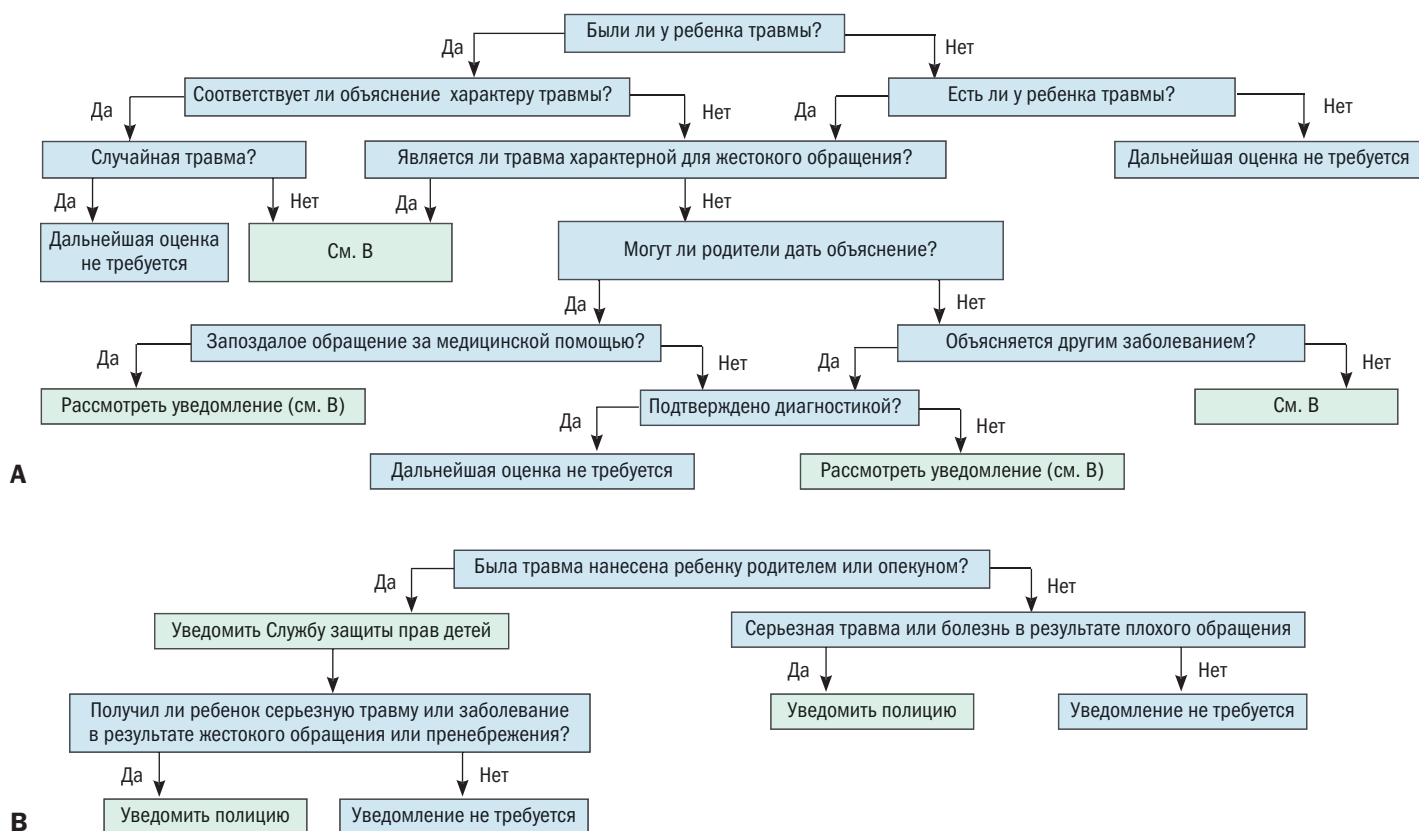 Были ли у ребенка травмы?
Да
Нет
Соответствует ли объяснение характеру травмы?
Есть ли у ребенка травмы?
Да
Нет
Да
Нет
Случайная травма?
Является ли травма характерной для жестокого обращения?
Дальнейшая оценка не требуется
Да
Нет
Да
Нет
Дальнейшая оценка
не требуется
См. В
Могут ли родители дать объяснение?
Да
Нет
Запоздалое обращение за медицинской помощью?
Объясняется другим заболеванием?
Да
Нет
Да
Нет
Рассмотреть уведомление (см. В)
Подтверждено диагностикой?
См. В
Да
Нет
Дальнейшая оценка не требуется
Рассмотреть уведомление (см. В)
А
Была травма нанесена ребенку родителем или опекуном?
Да
Нет
Уведомить Службу защиты прав детей
Серьезная травма или болезнь в результате плохого обращения
Да
Нет
Получил ли ребенок серьезную травму или заболевание
в результате жестокого обращения или пренебрежения?
Уведомить полицию
Уведомление не требуется
Да
Нет
Уведомить полицию
Уведомление не требуется
В